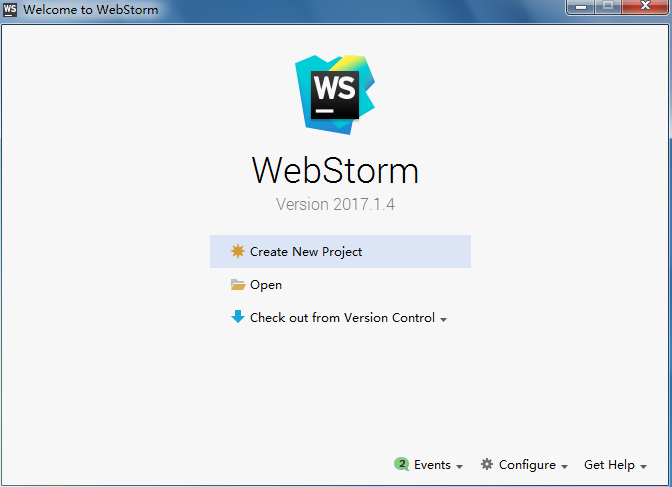 WS Welcome to WebStorm
WS
WebStorm
Version 2017.1.4
Create New Project
Open
Check out from Version Control
2 Events Configure Get Help